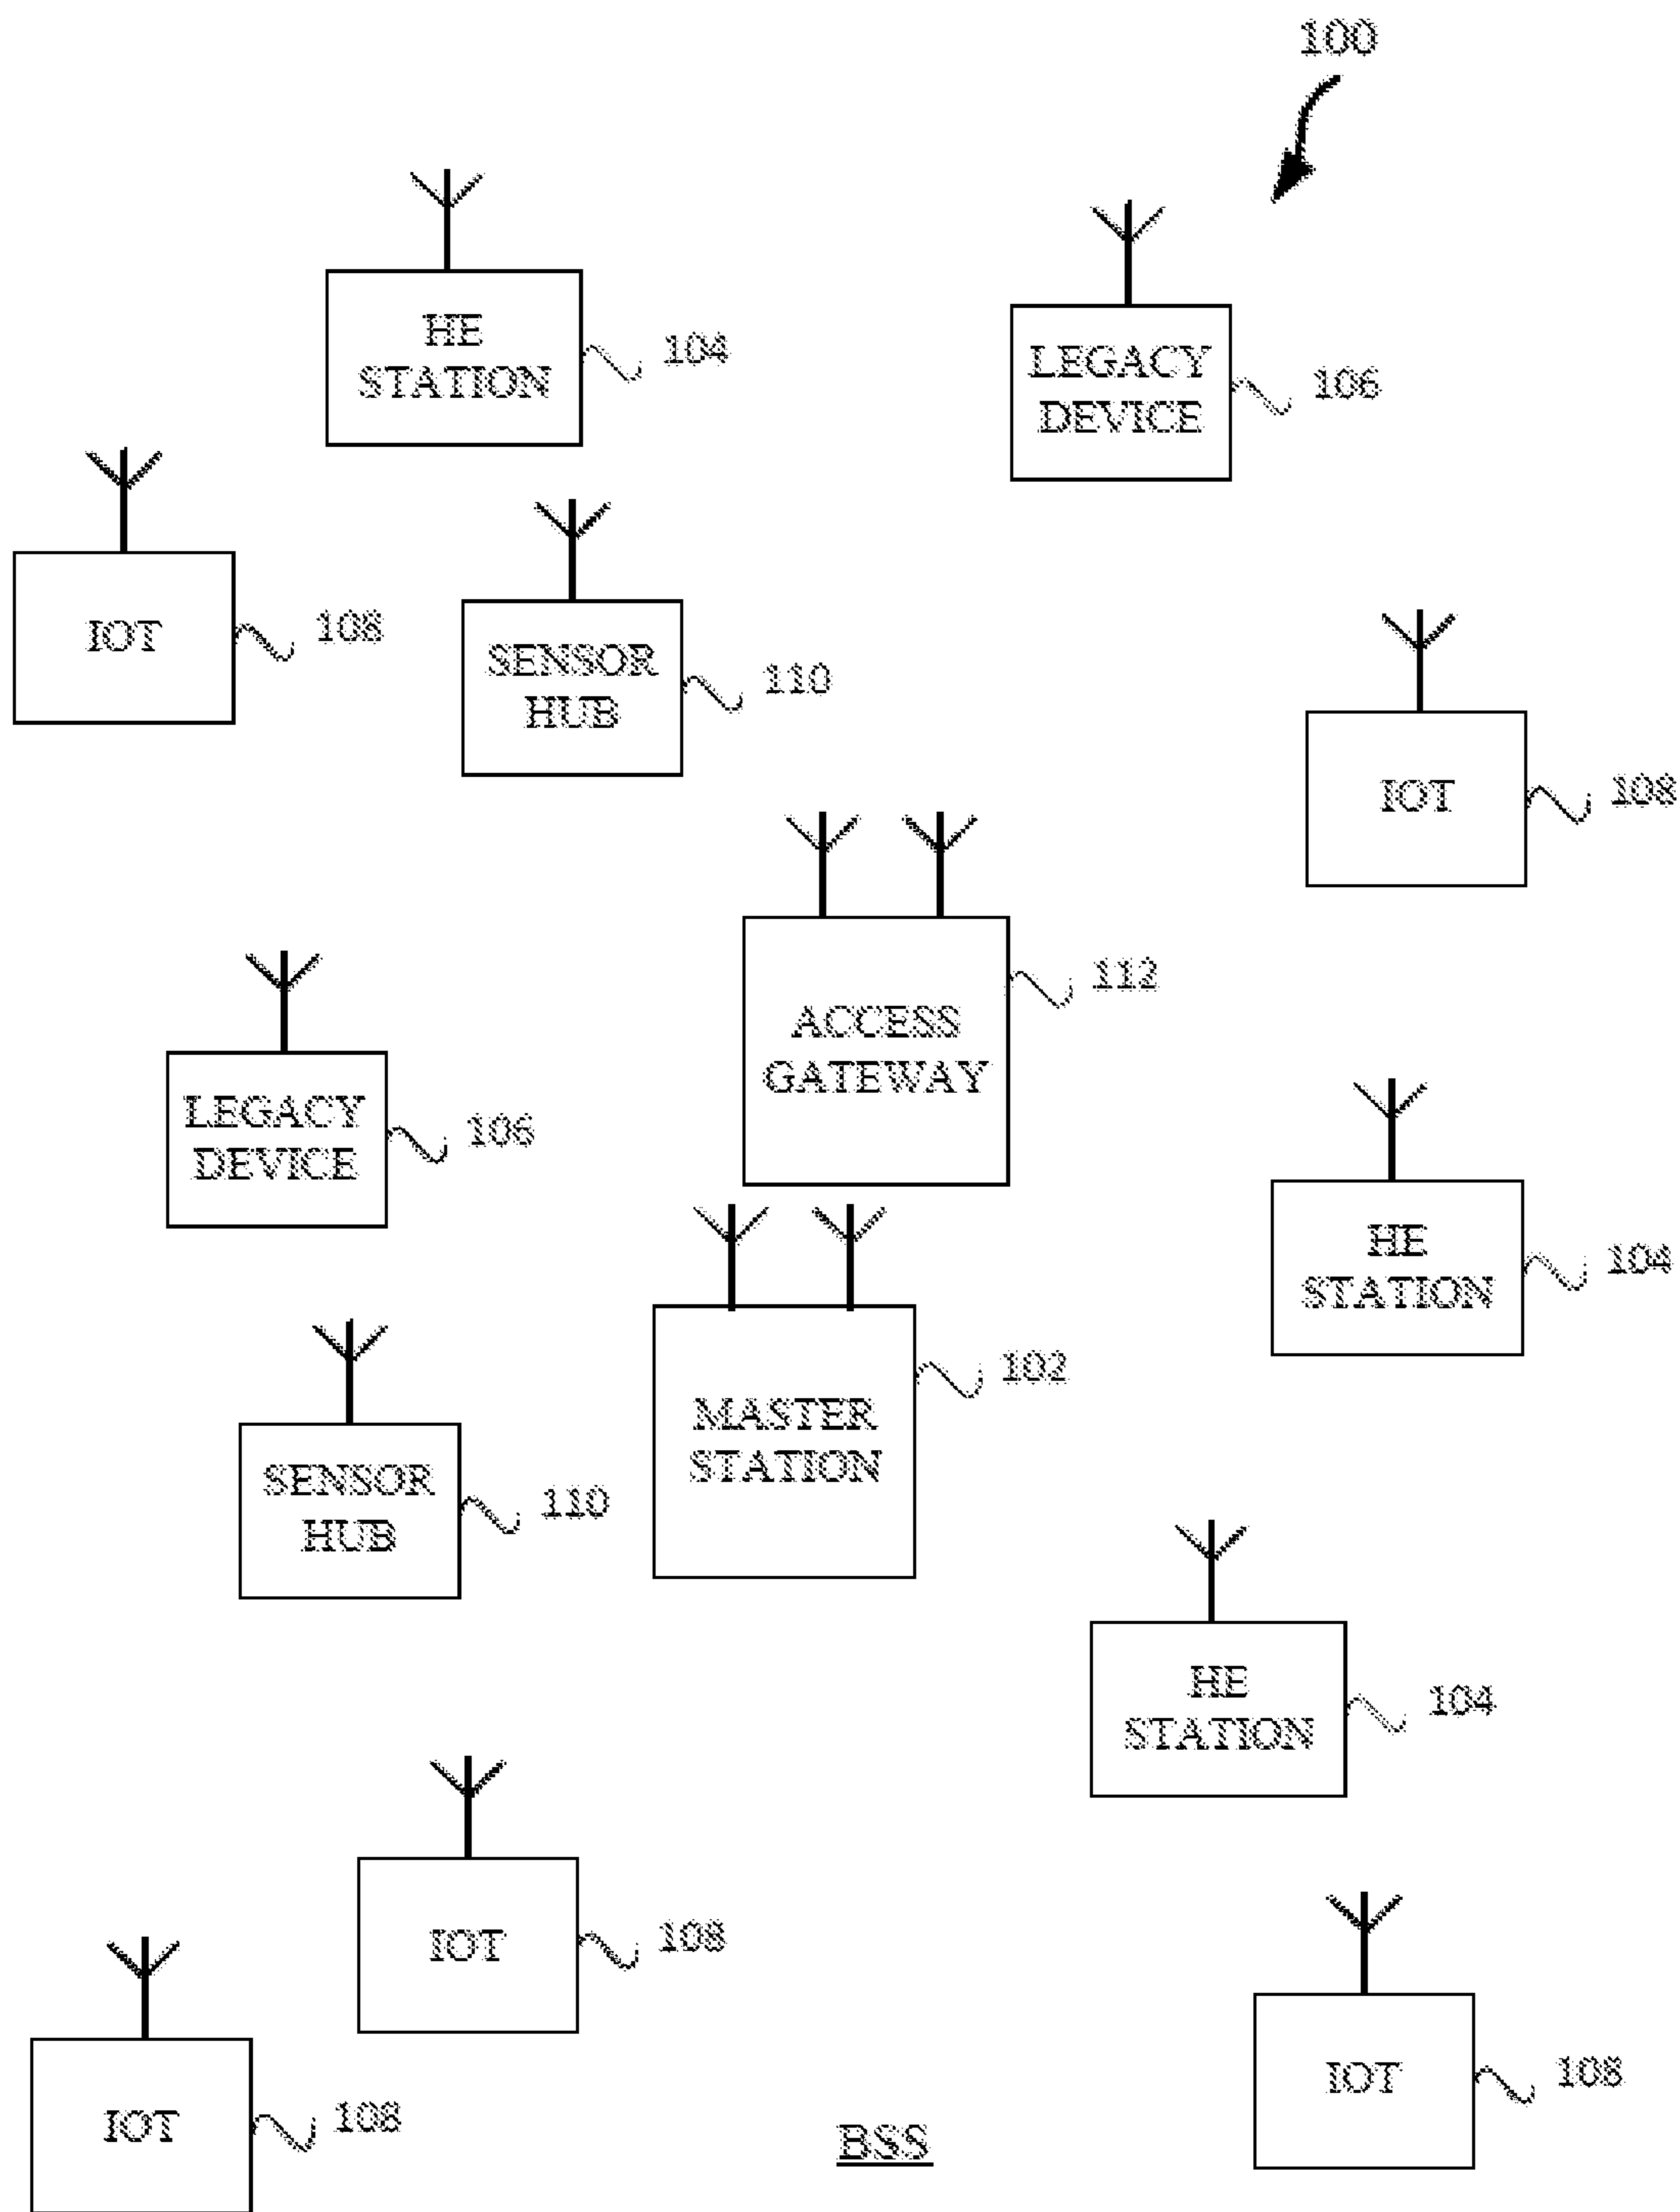 100
HE
STATION
104
LEGACY
DEVICE
106
IOT
108
SENSOR
HUB
110
IOT
108
ACCESS
GATEWAY
112
LEGACY
DEVICE
106
HE
STATION
104
MASTER
STATION
102
SENSOR
HUB
110
HE
STATION
104
IOT
108
IOT
108
IOT
108
BSS